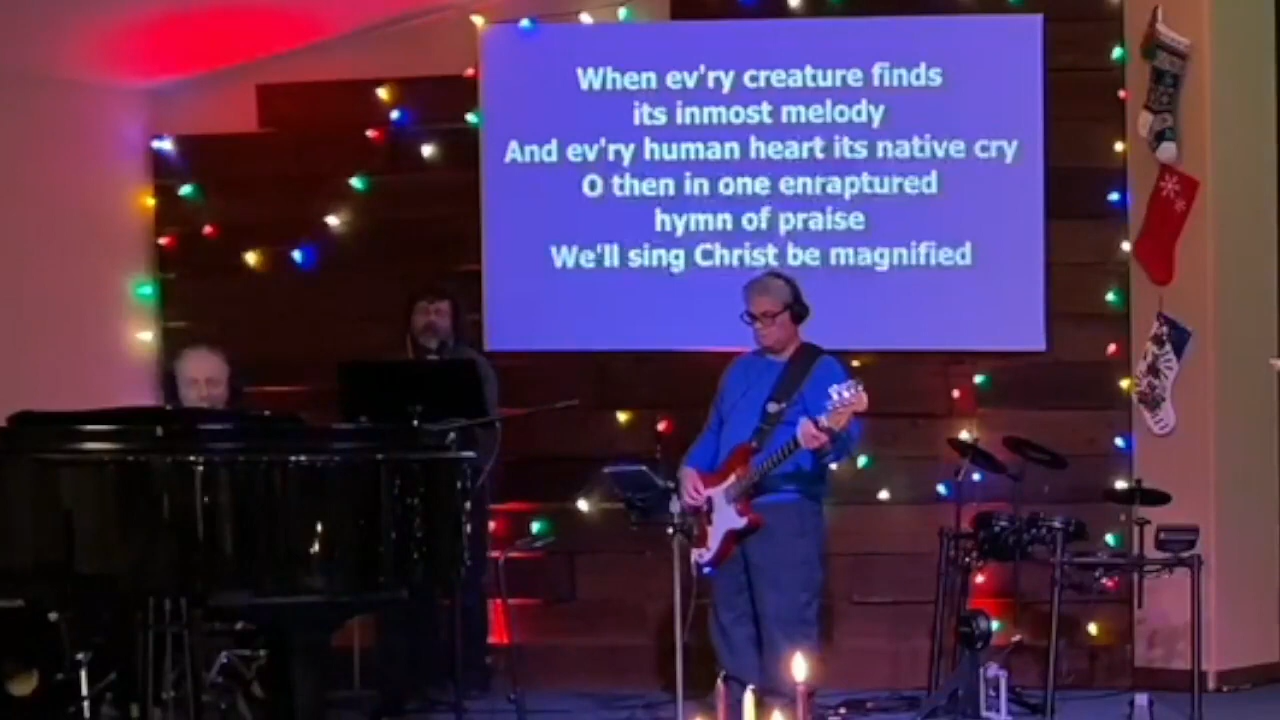 When ev'ry creature finds
its inmost melody
And ev'ry human heart its native cry
O then in one enraptured
hymn of praise
We'll sing Christ be magnified